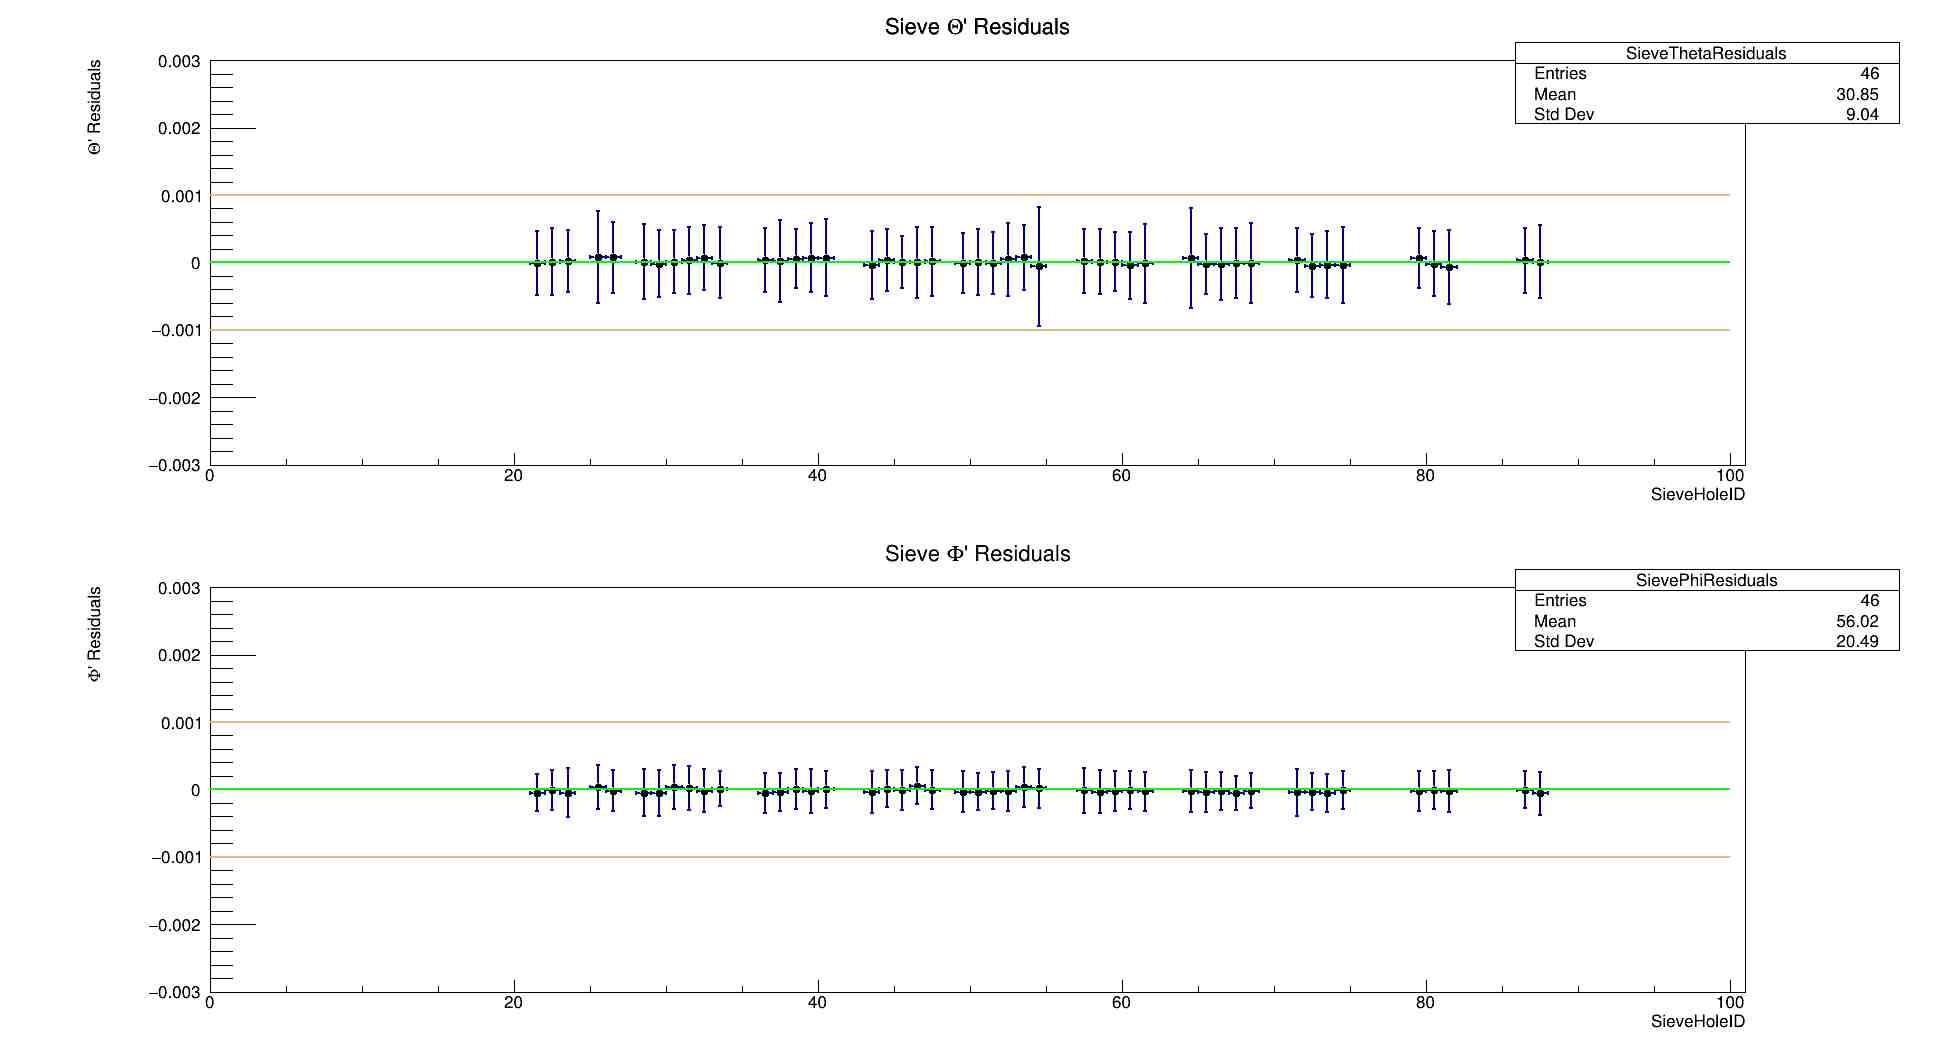 Sieve Θ' Residuals
SieveThetaResiduals
Entries 46
Mean 30.85
Std Dev 9.04
Θ' Residuals
0.003
0.002
0.001
0
−0.001
−0.002
−0.003
0 20 40 60 80 100
SieveHoleID
Sieve Φ' Residuals
SievePhiResiduals
Entries 46
Mean 56.02
Std Dev 20.49
Φ' Residuals
0.003
0.002
0.001
0
−0.001
−0.002
−0.003
0 20 40 60 80 100
SieveHoleID